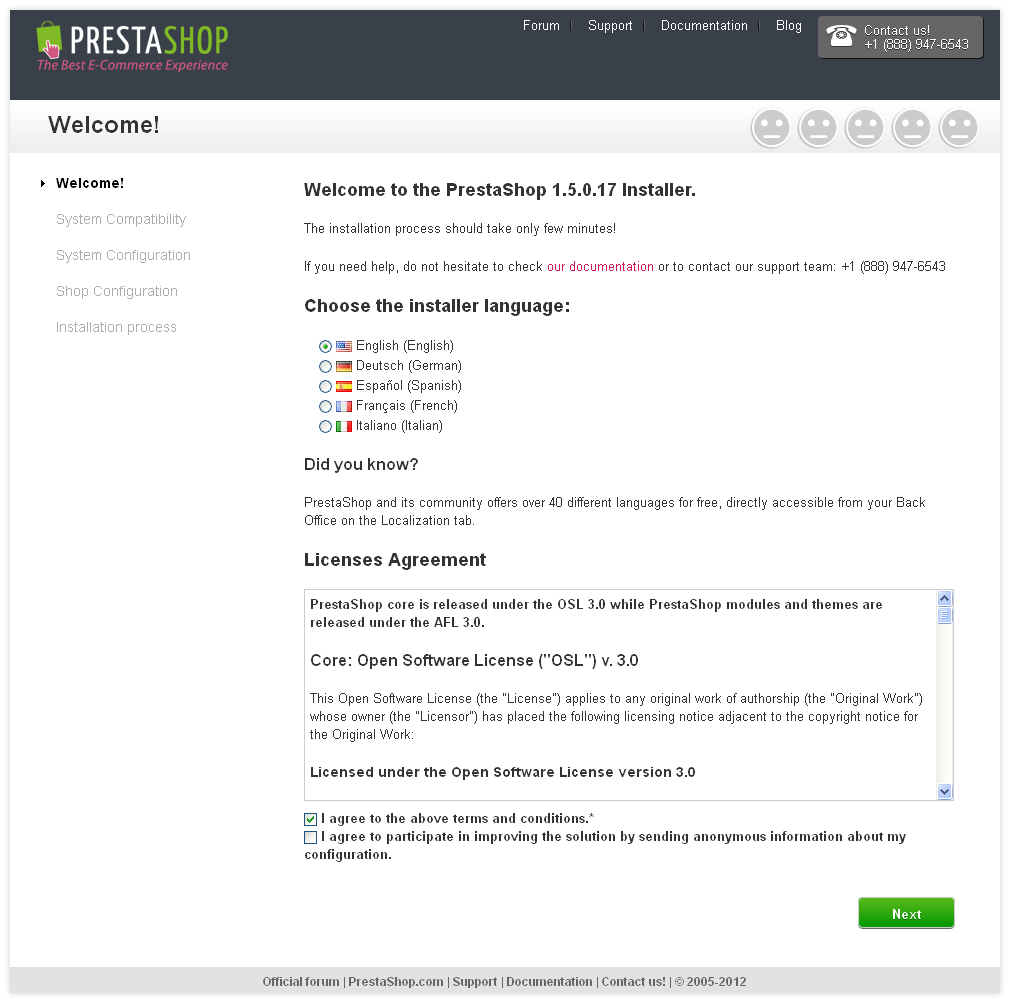 PRESTASHOP
The Best E-Commerce Experience
Forum
Support
Documentation
Blog
Contact us!
+1 (888) 947-6543
Welcome!
Welcome!
System Compatibility
System Configuration
Shop Configuration
Installation process
Welcome to the PrestaShop 1.5.0.17 Installer.
The installation process should take only few minutes!
If you need help, do not hesitate to check our documentation or to contact our support team: +1 (888) 947-6543
Choose the installer language:
English (English)
Deutsch (German)
Español (Spanish)
Français (French)
Italiano (Italian)
Did you know?
PrestaShop and its community offers over 40 different languages for free, directly accessible from your Back
Office on the Localization tab.
Licenses Agreement
PrestaShop core is released under the OSL 3.0 while PrestaShop modules and themes are
released under the AFL 3.0.
Core: Open Software License ("OSL") v. 3.0
This Open Software License (the "License") applies to any original work of authorship (the "Original Work")
whose owner (the "Licensor") has placed the following licensing notice adjacent to the copyright notice for
the Original Work:
Licensed under the Open Software License version 3.0
I agree to the above terms and conditions.*
I agree to participate in improving the solution by sending anonymous information about my
configuration.
Next
Official forum | PrestaShop.com | Support | Documentation | Contact us! | © 2005-2012